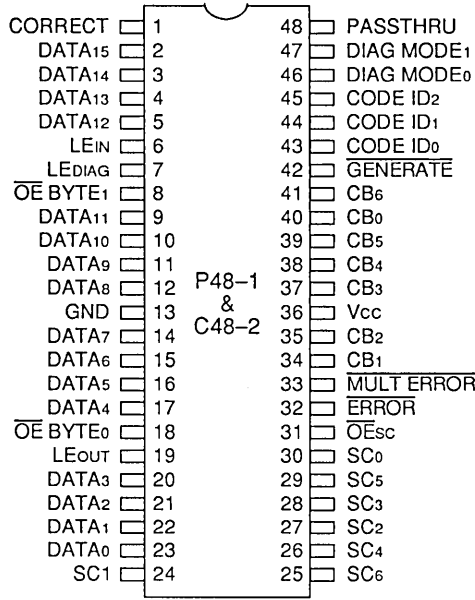 CORRECT 1 48 PASSTHRU
DATA15 2 47 DIAG MODE1
DATA14 3 46 DIAG MODE0
DATA13 4 45 CODE ID2
DATA12 5 44 CODE ID1
LEIN 6 43 CODE ID0
LEDIAG 7 42 GENERATE
OE BYTE1 8 41 CB6
DATA11 9 40 CB0
DATA10 10 39 CB5
DATA9 11 38 CB4
DATA8 12 P48-1 37 CB3
GND 13 & 36 VCC
DATA7 14 C48-2 35 CB2
DATA6 15 34 CB1
DATA5 16 33 MULT ERROR
DATA4 17 32 ERROR
OE BYTE0 18 31 OESC
LEOUT 19 30 SC0
DATA3 20 29 SC5
DATA2 21 28 SC3
DATA1 22 27 SC2
DATA0 23 26 SC4
SC1 24 25 SC6